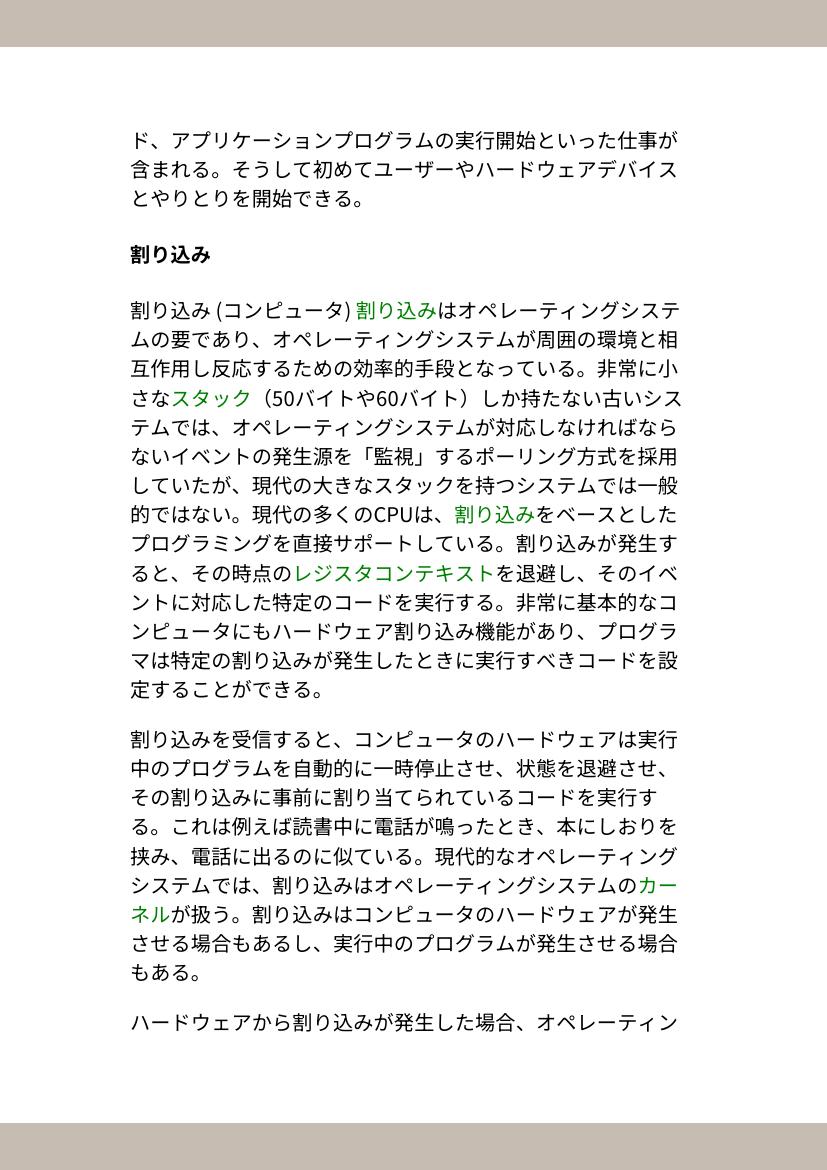 ド、アプリケーションプログラムの実行開始といった仕事が
含まれる。そうして初めてユーザーやハードウェアデバイス
とやりとりを開始できる。
割り込み
割り込み (コンピュータ) 割り込みはオペレーティングシステ
ムの要であり、オペレーティングシステムが周囲の環境と相
互作用し反応するための効率的手段となっている。非常に小
さなスタック（50バイトや60バイト）しか持たない古いシス
テムでは、オペレーティングシステムが対応しなければなら
ないイベントの発生源を「監視」するポーリング方式を採用
していたが、現代の大きなスタックを持つシステムでは一般
的ではない。現代の多くのCPUは、割り込みをベースとした
プログラミングを直接サポートしている。割り込みが発生す
ると、その時点のレジスタコンテキストを退避し、そのイベ
ントに対応した特定のコードを実行する。非常に基本的なコ
ンピュータにもハードウェア割り込み機能があり、プログラ
マは特定の割り込みが発生したときに実行すべきコードを設
定することができる。
割り込みを受信すると、コンピュータのハードウェアは実行
中のプログラムを自動的に一時停止させ、状態を退避させ、
その割り込みに事前に割り当てられているコードを実行す
る。これは例えば読書中に電話が鳴ったとき、本にしおりを
挟み、電話に出るのに似ている。現代的なオペレーティング
システムでは、割り込みはオペレーティングシステムのカー
ネルが扱う。割り込みはコンピュータのハードウェアが発生
させる場合もあるし、実行中のプログラムが発生させる場合
もある。
ハードウェアから割り込みが発生した場合、オペレーティン